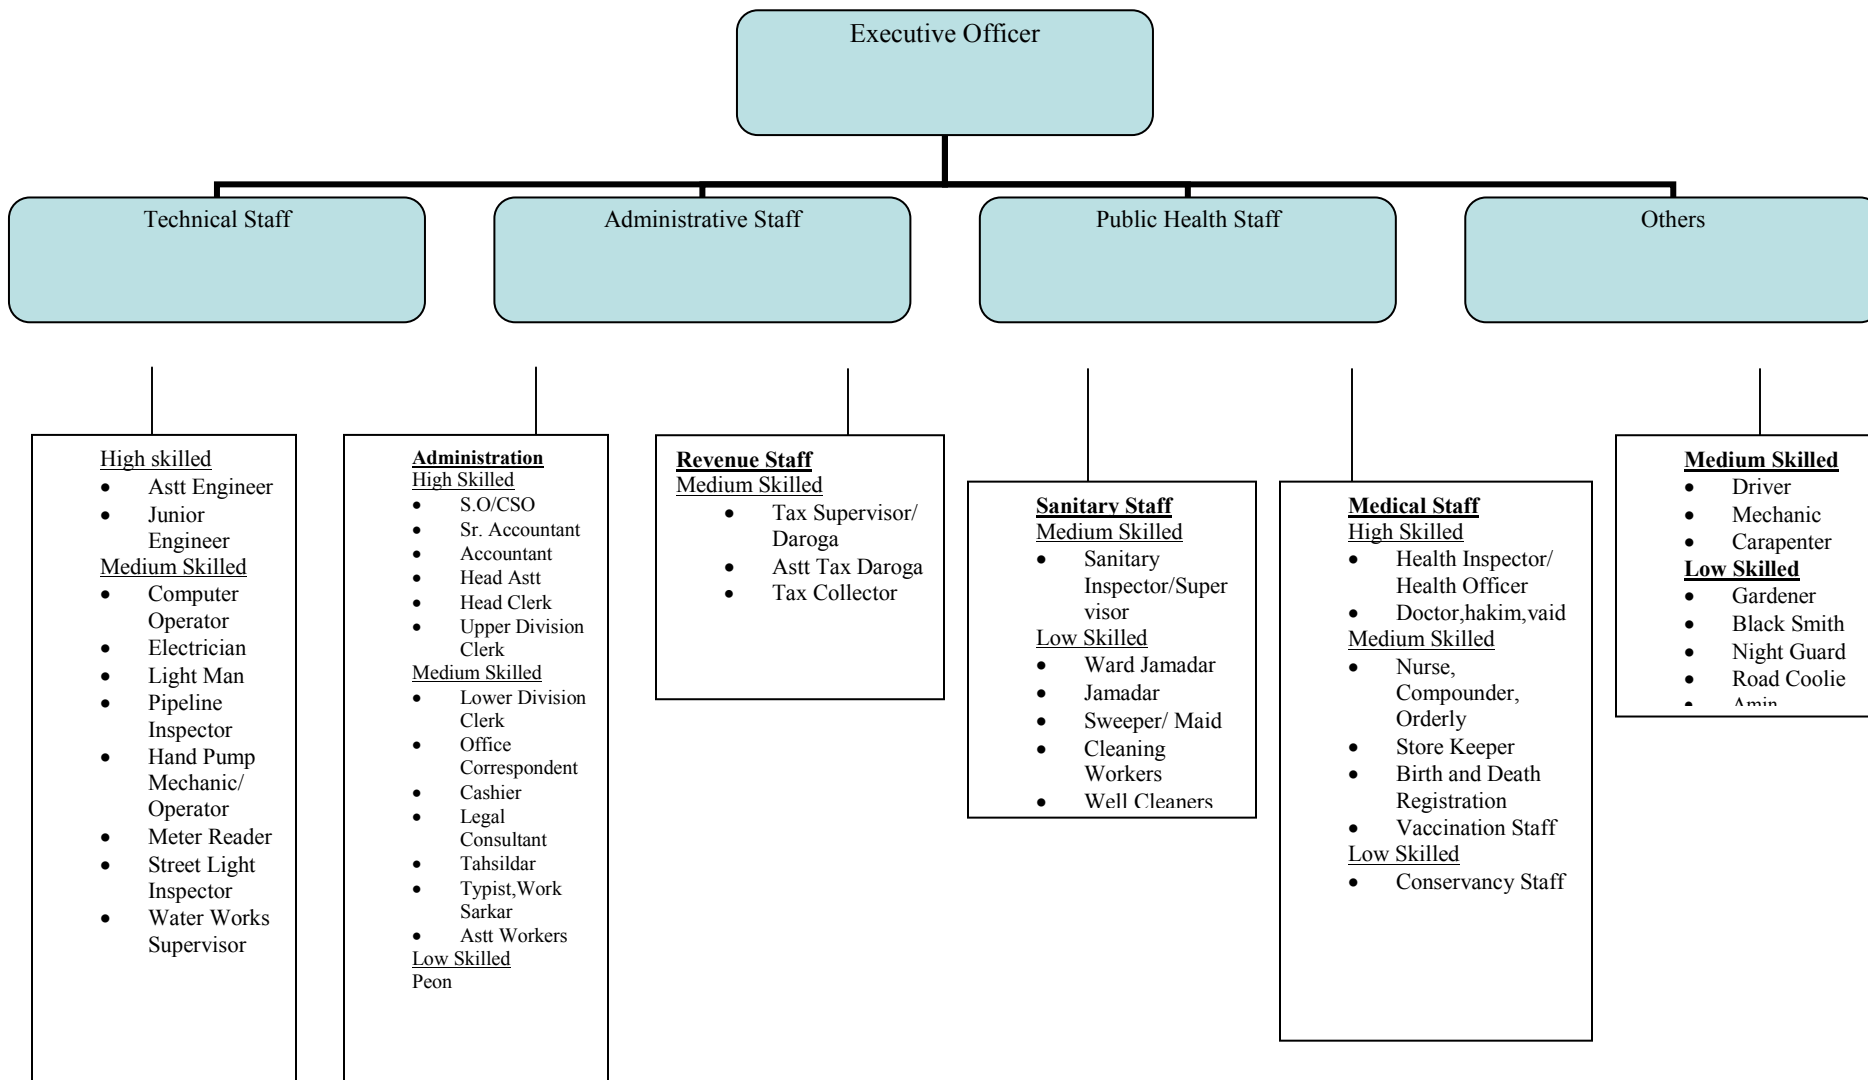 Executive Officer
Technical Staff
Administrative Staff
Public Health Staff
Others
High skilled
• Astt Engineer
• Junior
Engineer
Medium Skilled
• Computer
Operator
• Electrician
• Light Man
• Pipeline
Inspector
• Hand Pump
Mechanic/
Operator
• Meter Reader
• Street Light
Inspector
• Water Works
Supervisor
Administration
High Skilled
• S.O/CSO
• Sr. Accountant
• Accountant
• Head Astt
• Head Clerk
• Upper Division
Clerk
Medium Skilled
• Lower Division
Clerk
• Office
Correspondent
• Cashier
• Legal
Consultant
• Tahsildar
• Typist,Work
Sarkar
• Astt Workers
Low Skilled
Peon
Revenue Staff
Medium Skilled
• Tax Supervisor/
Daroga
• Astt Tax Daroga
• Tax Collector
Sanitary Staff
Medium Skilled
• Sanitary
Inspector/Super
visor
Low Skilled
• Ward Jamadar
• Jamadar
• Sweeper/ Maid
• Cleaning
Workers
• Well Cleaners
Medical Staff
High Skilled
• Health Inspector/
Health Officer
• Doctor,hakim,vaid
Medium Skilled
• Nurse,
Compounder,
Orderly
• Store Keeper
• Birth and Death
Registration
• Vaccination Staff
Low Skilled
• Conservancy Staff
Medium Skilled
• Driver
• Mechanic
• Carapenter
Low Skilled
• Gardener
• Black Smith
• Night Guard
• Road Coolie
• Amin